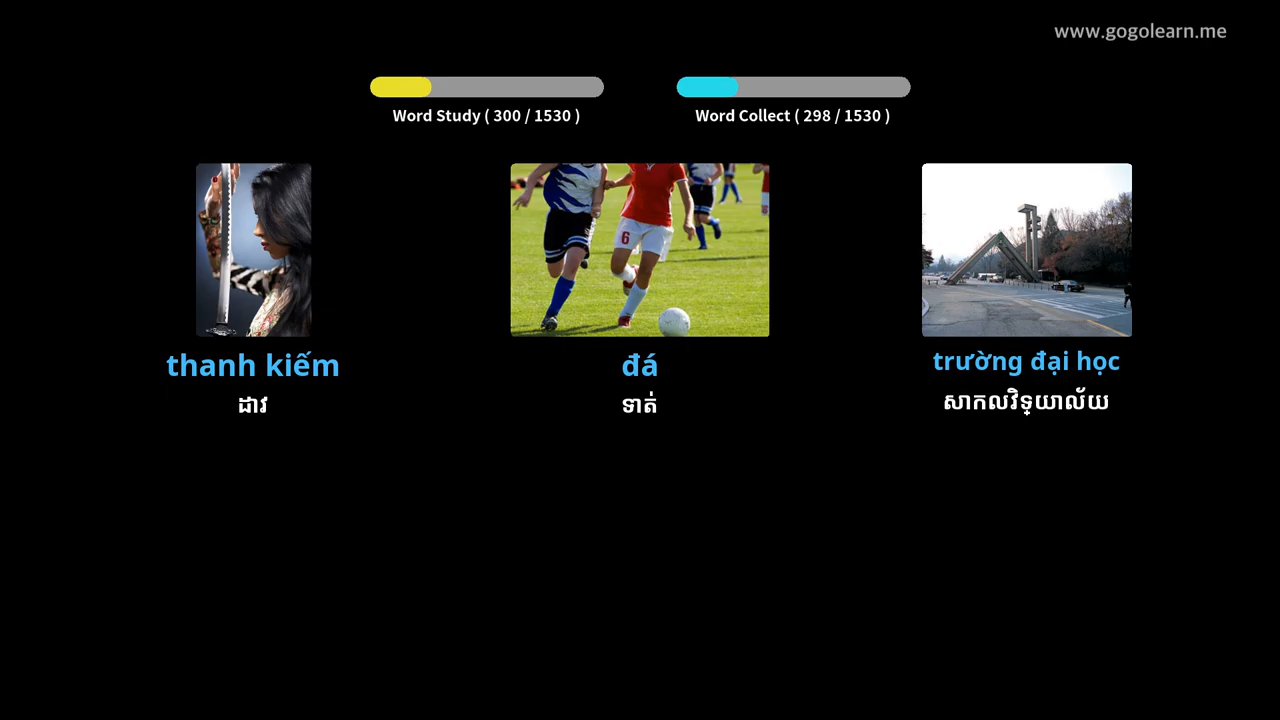 www.gogolearn.me
Word Study ( 300 / 1530 )
Word Collect ( 298 / 1530 )
6
thanh kiếm
đá
trường đại học
ដាវ
ទាត់
សាកលវិទ្យាល័យ